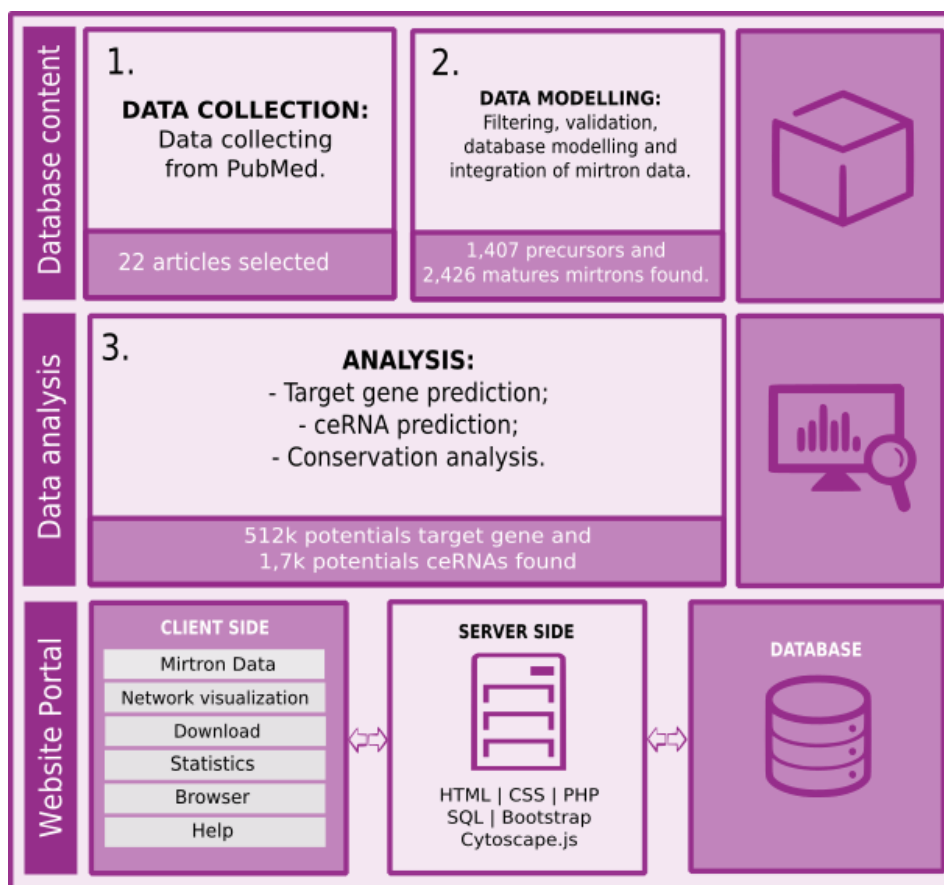 Database content
1.
DATA COLLECTION:
Data collecting
from PubMed.
22 articles selected
2.
DATA MODELLING:
Filtering, validation,
database modelling and
integration of mirtron data.
1,407 precursors and
2,426 matures mirtrons found.
Data analysis
3.
ANALYSIS:
- Target gene prediction;
- ceRNA prediction;
- Conservation analysis.
512k potentials target gene and
1,7k potentials ceRNAs found
Website Portal
CLIENT SIDE
Mirtron Data
Network visualization
Download
Statistics
Browser
Help
SERVER SIDE
HTML | CSS | PHP
SQL | Bootstrap
Cytoscape.js
DATABASE